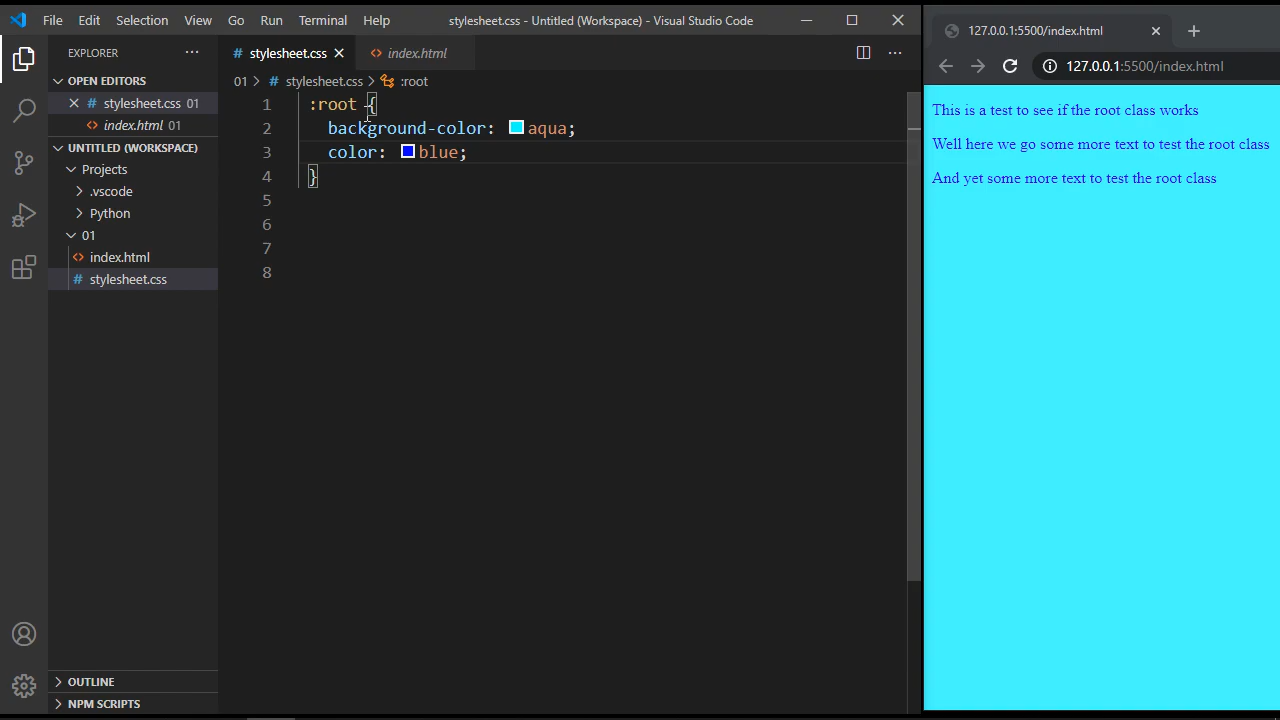 File Edit Selection View Go Run Terminal Help stylesheet.css - Untitled (Workspace) - Visual Studio Code
EXPLORER
OPEN EDITORS
stylesheet.css 01
index.html 01
UNTITLED (WORKSPACE)
Projects
.vscode
Python
01
index.html
stylesheet.css
OUTLINE
NPM SCRIPTS
stylesheet.css index.html
01 > stylesheet.css > :root
1 :root {
2 background-color: aqua;
3 color: blue;
4 }
5
6
7
8
127.0.0.1:5500/index.html
127.0.0.1:5500/index.html
This is a test to see if the root class works
Well here we go some more text to test the root class
And yet some more text to test the root class